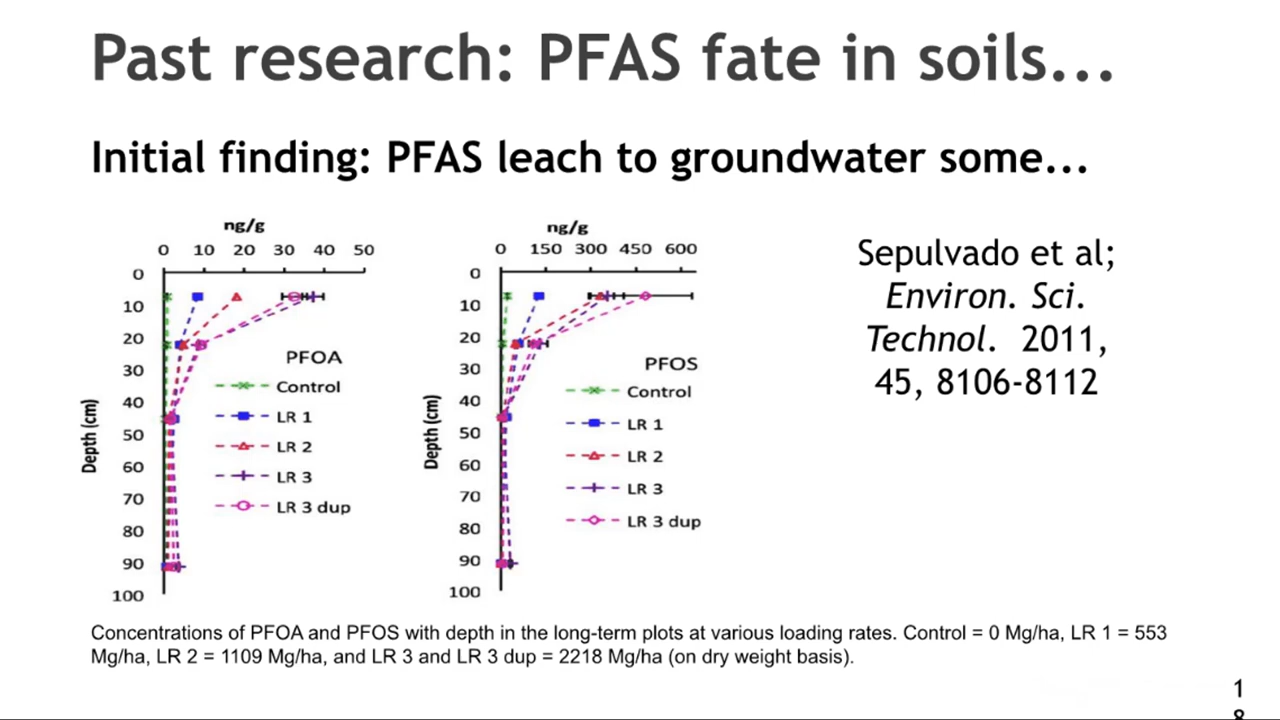 Past research: PFAS fate in soils...
Initial finding: PFAS leach to groundwater some...
ng/g
0 10 20 30 40 50
0
10
20
30
40
50
60
70
80
90
100
Depth (cm)
PFOA
Control
LR 1
LR 2
LR 3
LR 3 dup
ng/g
0 150 300 450 600
0
10
20
30
40
50
60
70
80
90
100
Depth (cm)
PFOS
Control
LR 1
LR 2
LR 3
LR 3 dup
Sepulvado et al;
Environ. Sci.
Technol. 2011,
45, 8106-8112
Concentrations of PFOA and PFOS with depth in the long-term plots at various loading rates. Control = 0 Mg/ha, LR 1 = 553
Mg/ha, LR 2 = 1109 Mg/ha, and LR 3 and LR 3 dup = 2218 Mg/ha (on dry weight basis).
1
8